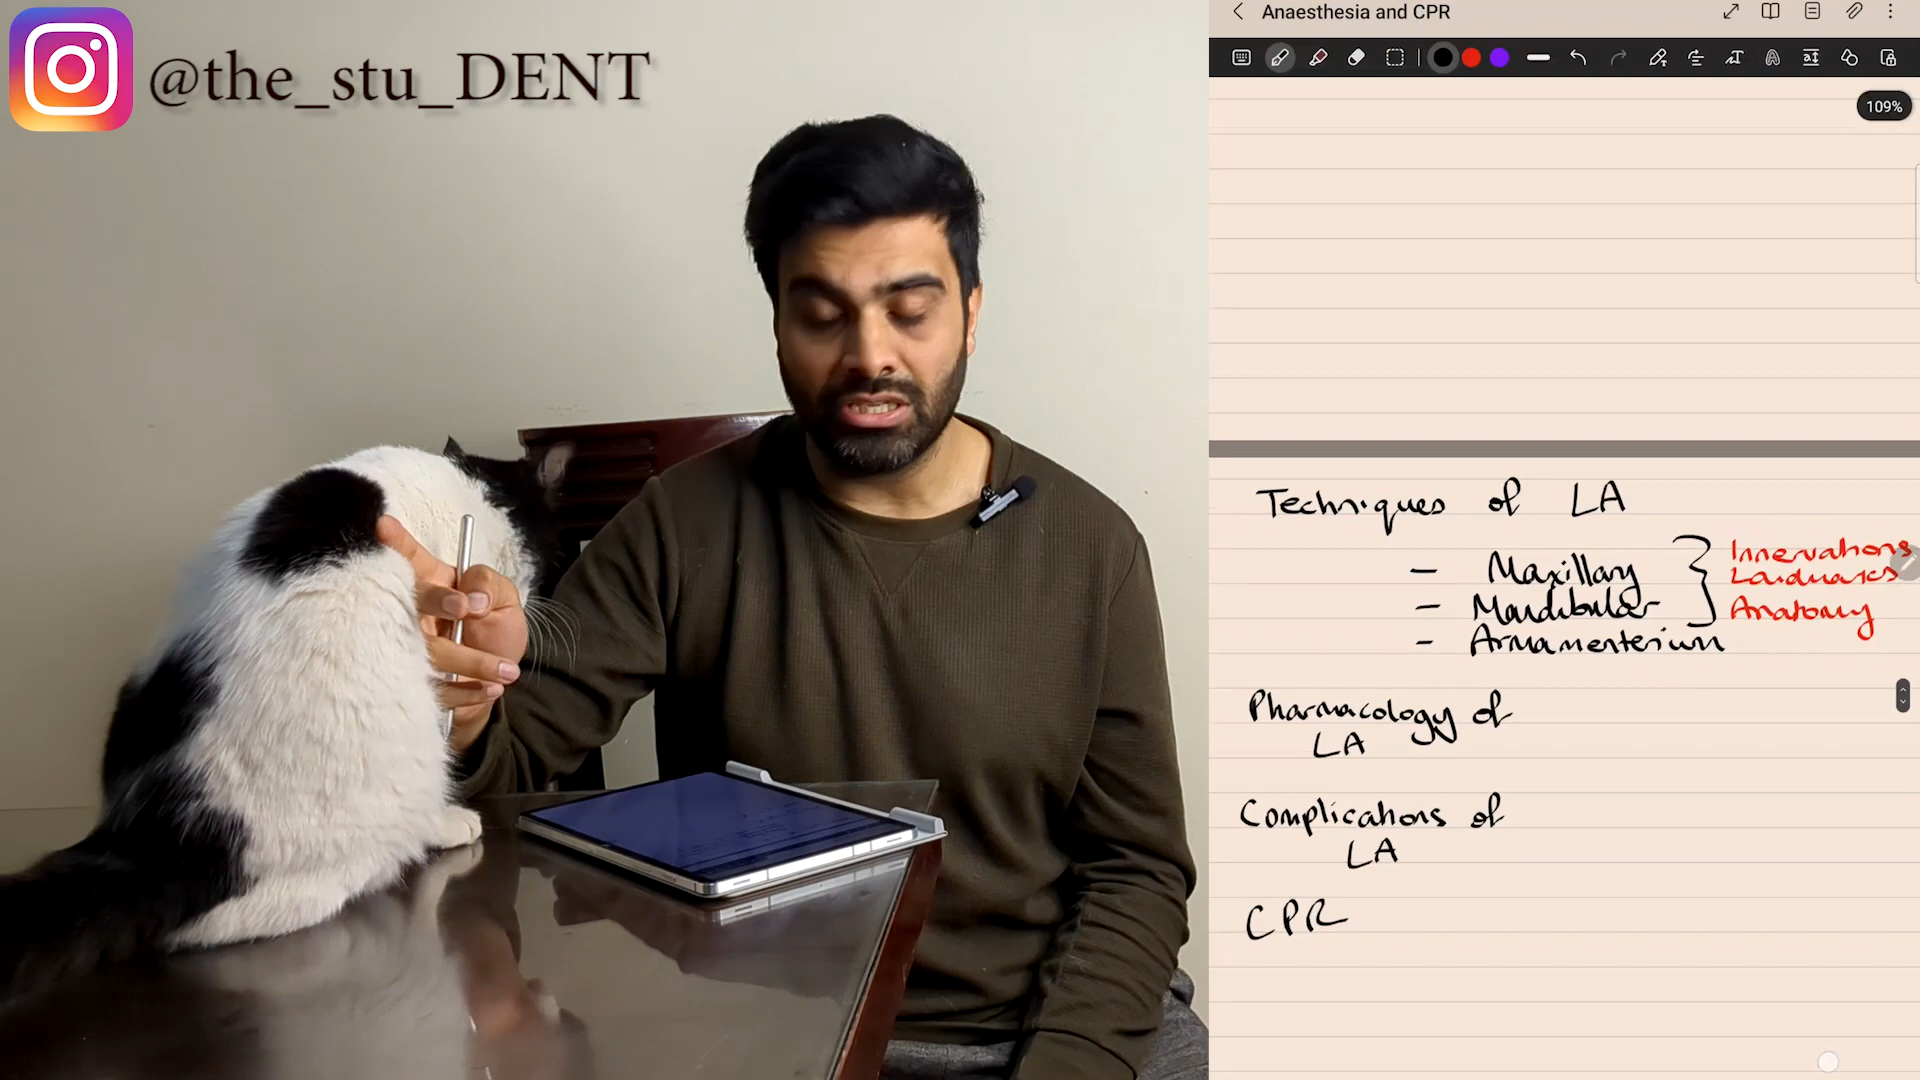 @the_stu_DENT
Anaesthesia and CPR
109%
Techniques of LA
- Maxillary
- Mandibular
- Armamenterium
Innervations
Landmarks
Anatomy
Pharmacology of
LA
Complications of
LA
CPR